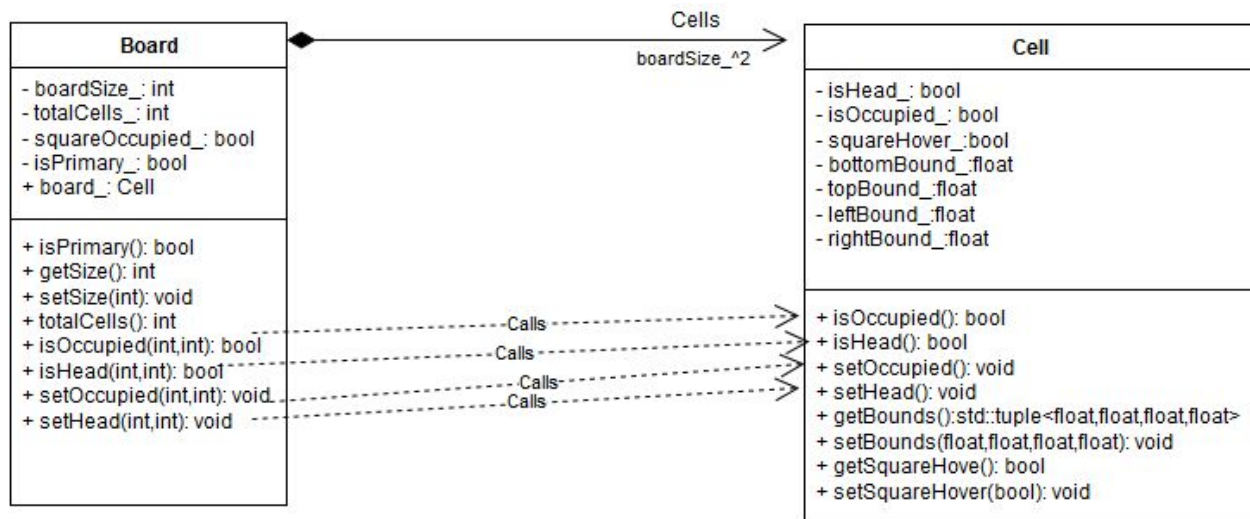 Board
- boardSize_: int
- totalCells_: int
- squareOccupied_: bool
- isPrimary_: bool
+ board_: Cell
+ isPrimary(): bool
+ getSize(): int
+ setSize(int): void
+ totalCells(): int
+ isOccupied(int,int): bool
+ isHead(int,int): bool
+ setOccupied(int,int): void
+ setHead(int,int): void
Cells
boardSize_^2
Calls
Calls
Calls
Calls
Cell
- isHead_: bool
- isOccupied_: bool
- squareHover_:bool
- bottomBound_:float
- topBound_:float
- leftBound_:float
- rightBound_:float
+ isOccupied(): bool
+ isHead(): bool
+ setOccupied(): void
+ setHead(): void
+ getBounds():std::tuple<float,float,float,float>
+ setBounds(float,float,float,float): void
+ getSquareHove(): bool
+ setSquareHover(bool): void